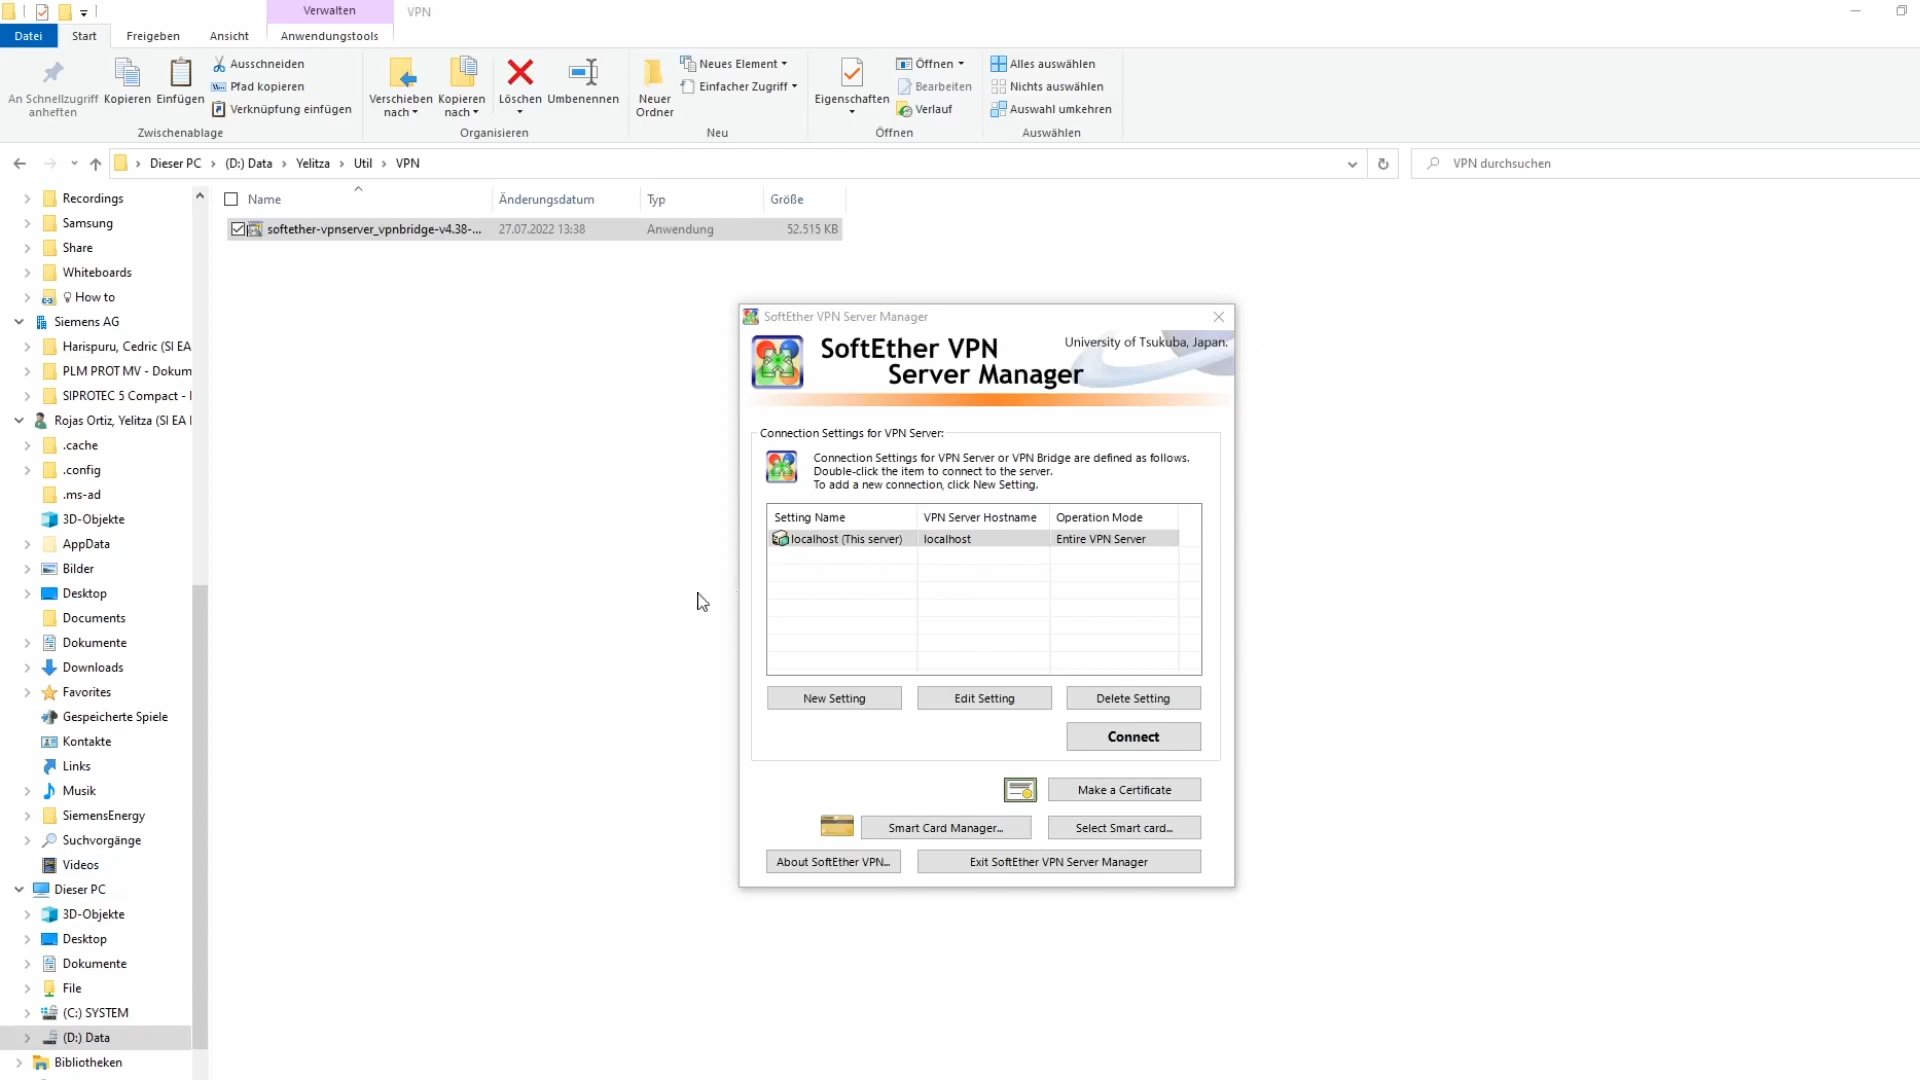 Verwalten
VPN
Datei
Start
Freigeben
Ansicht
Anwendungstools
An Schnellzugriff
anheften
Kopieren
Einfügen
Ausschneiden
Pfad kopieren
Verknüpfung einfügen
Zwischenablage
Verschieben
nach
Kopieren
nach
Löschen
Umbenennen
Organisieren
Neuer
Ordner
Neues Element
Einfacher Zugriff
Neu
Eigenschaften
Öffnen
Bearbeiten
Verlauf
Öffnen
Alles auswählen
Nichts auswählen
Auswahl umkehren
Auswählen
Dieser PC > (D:) Data > Yelitza > Util > VPN
VPN durchsuchen
Recordings
Samsung
Share
Whiteboards
How to
Siemens AG
Harispuru, Cedric (SI EA
PLM PROT MV - Dokum
SIPROTEC 5 Compact -
Rojas Ortiz, Yelitza (SI EA
.cache
.config
.ms-ad
3D-Objekte
AppData
Bilder
Desktop
Documents
Dokumente
Downloads
Favorites
Gespeicherte Spiele
Kontakte
Links
Musik
SiemensEnergy
Suchvorgänge
Videos
Dieser PC
3D-Objekte
Desktop
Dokumente
File
(C:) SYSTEM
(D:) Data
Bibliotheken
Name Änderungsdatum Typ Größe
softether-vpnserver_vpnbridge-v4.38-... 27.07.2022 13:38 Anwendung 52.515 KB
SoftEther VPN Server Manager
SoftEther VPN
Server Manager
University of Tsukuba, Japan.
Connection Settings for VPN Server:
Connection Settings for VPN Server or VPN Bridge are defined as follows.
Double-click the item to connect to the server.
To add a new connection, click New Setting.
Setting Name VPN Server Hostname Operation Mode
localhost (This server) localhost Entire VPN Server
New Setting
Edit Setting
Delete Setting
Connect
Make a Certificate
Smart Card Manager...
Select Smart card...
About SoftEther VPN...
Exit SoftEther VPN Server Manager